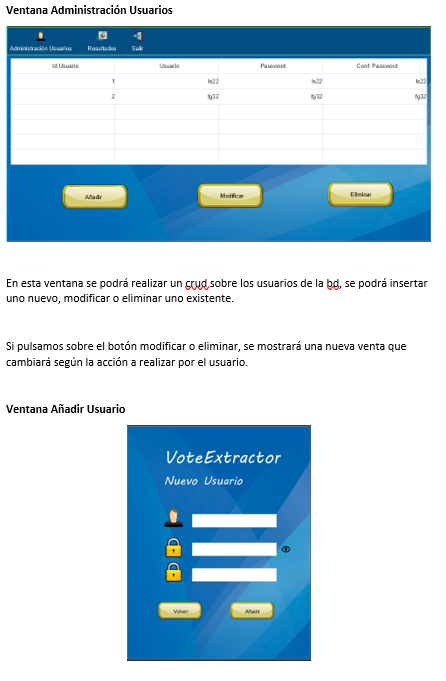 Ventana Administración Usuarios
Administración Usuarios Resultados Salir
Id Usuario Usuario Password Conf. Password
1 ls22 ls22 ls22
2 fg32 fg32 fg32
Añadir Modificar Eliminar
En esta ventana se podrá realizar un crud sobre los usuarios de la bd, se podrá insertar
uno nuevo, modificar o eliminar uno existente.
Si pulsamos sobre el botón modificar o eliminar, se mostrará una nueva venta que
cambiará según la acción a realizar por el usuario.
Ventana Añadir Usuario
VoteExtractor
Nuevo Usuario
Volver Añadir